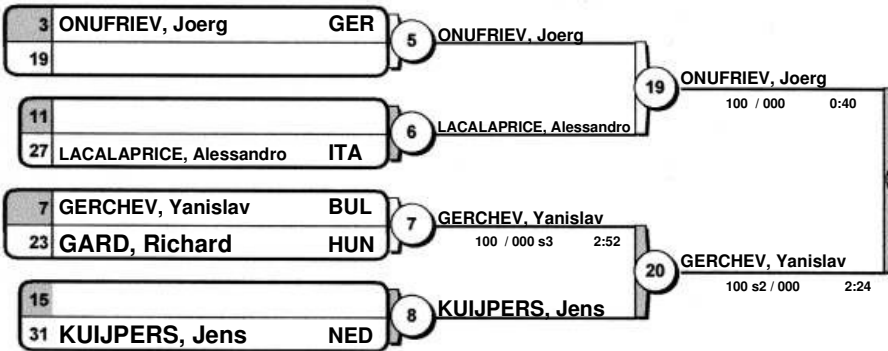 3 ONUFRIEV, Joerg GER
19
5
ONUFRIEV, Joerg
11
27 LACALAPRICE, Alessandro ITA
6
LACALAPRICE, Alessandro
19
ONUFRIEV, Joerg
100 / 000 0:40
7 GERCHEV, Yanislav BUL
23 GARD, Richard HUN
7
GERCHEV, Yanislav
100 / 000 s3 2:52
15
31 KUIJPERS, Jens NED
8
KUIJPERS, Jens
20
GERCHEV, Yanislav
100 s2 / 000 2:24